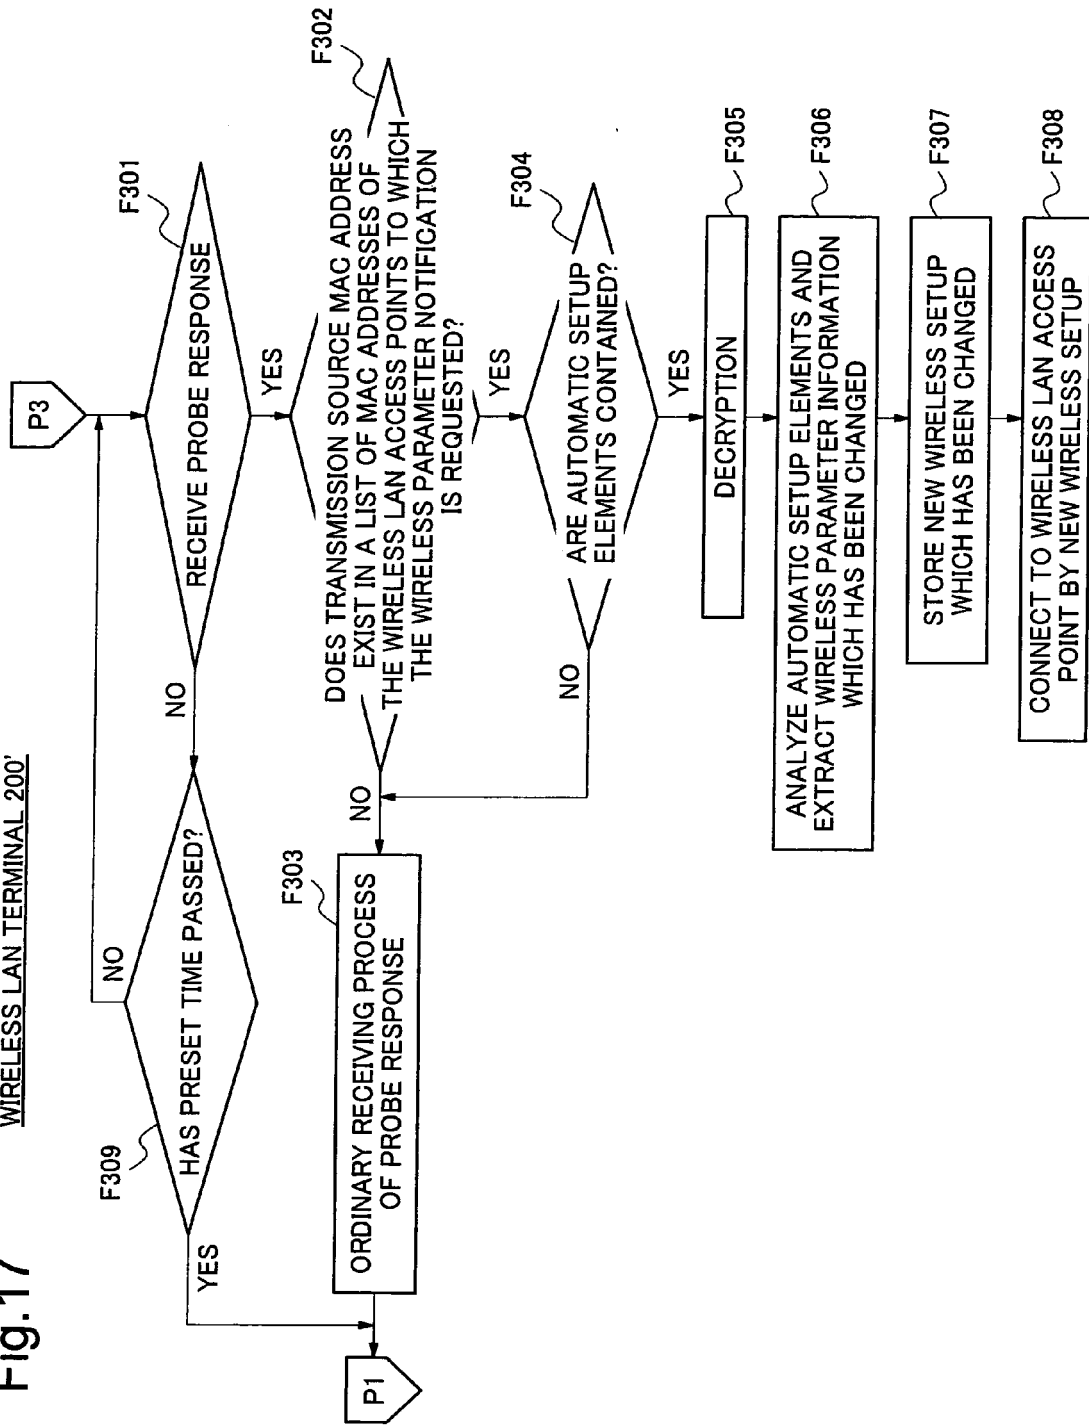 Fig.17
WIRELESS LAN TERMINAL 200'
P3
F301
RECEIVE PROBE RESPONSE
NO
YES
F309
HAS PRESET TIME PASSED?
NO
YES
F302
DOES TRANSMISSION SOURCE MAC ADDRESS
EXIST IN A LIST OF MAC ADDRESSES OF
THE WIRELESS LAN ACCESS POINTS TO WHICH
THE WIRELESS PARAMETER NOTIFICATION
IS REQUESTED?
NO
YES
F303
ORDINARY RECEIVING PROCESS
OF PROBE RESPONSE
P1
F304
ARE AUTOMATIC SETUP
ELEMENTS CONTAINED?
NO
YES
F305
DECRYPTION
F306
ANALYZE AUTOMATIC SETUP ELEMENTS AND
EXTRACT WIRELESS PARAMETER INFORMATION
WHICH HAS BEEN CHANGED
F307
STORE NEW WIRELESS SETUP
WHICH HAS BEEN CHANGED
F308
CONNECT TO WIRELESS LAN ACCESS
POINT BY NEW WIRELESS SETUP